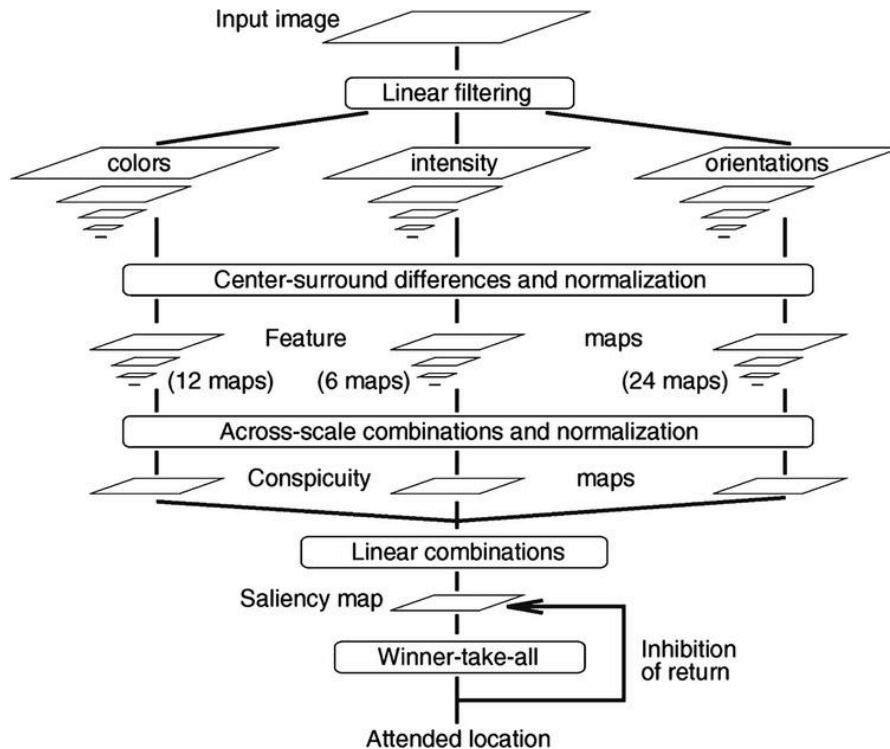 Input image
Linear filtering
colors intensity orientations
Center-surround differences and normalization
Feature maps
(12 maps) (6 maps) (24 maps)
Across-scale combinations and normalization
Conspicuity maps
Linear combinations
Saliency map
Winner-take-all
Inhibition
of return
Attended location